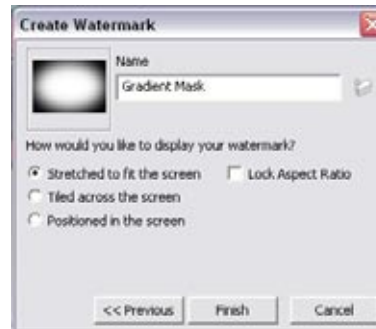 Create Watermark
Name
Gradient Mask
How would you like to display your watermark?
Stretched to fit the screen
Lock Aspect Ratio
Tiled across the screen
Positioned in the screen
<< Previous
Finish
Cancel